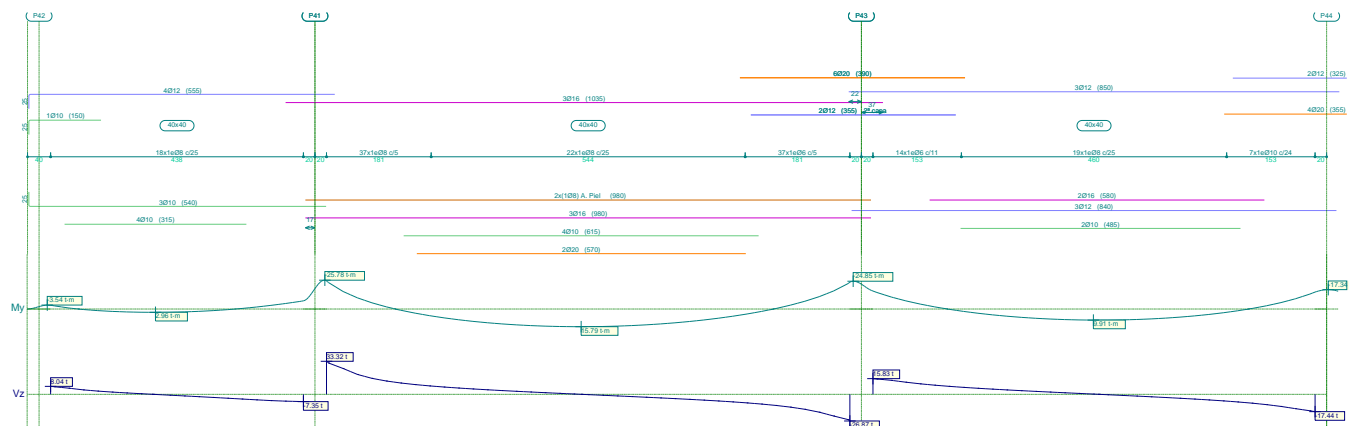 P42 P41 P43 P44
6Ø20 (390) 2Ø12 (325)
4Ø12 (555) 3Ø12 (850)
25 3Ø16 (1035) 22
37
1Ø10 (150) 2Ø12 (355) 2ª capa 4Ø20 (355)
25 40x40 40x40 40x40
18x1eØ8 c/25 37x1eØ8 c/5 22x1eØ8 c/25 37x1eØ6 c/5 14x1eØ6 c/11 19x1eØ8 c/25 7x1eØ10 c/24
40 438 20 20 181 544 181 20 20 153 460 153 20
25 2x(1Ø8) A. Piel (980) 2Ø16 (580)
3Ø10 (540) 3Ø12 (840)
17 3Ø16 (980)
4Ø10 (315) 4Ø10 (615) 2Ø10 (485)
2Ø20 (570)
-25.78 t·m -24.85 t·m -17.34
-3.54 t·m
My
2.96 t·m 15.79 t·m 9.91 t·m
33.32 t
8.04 t 15.83 t
Vz
-7.35 t -26.87 t -17.44 t